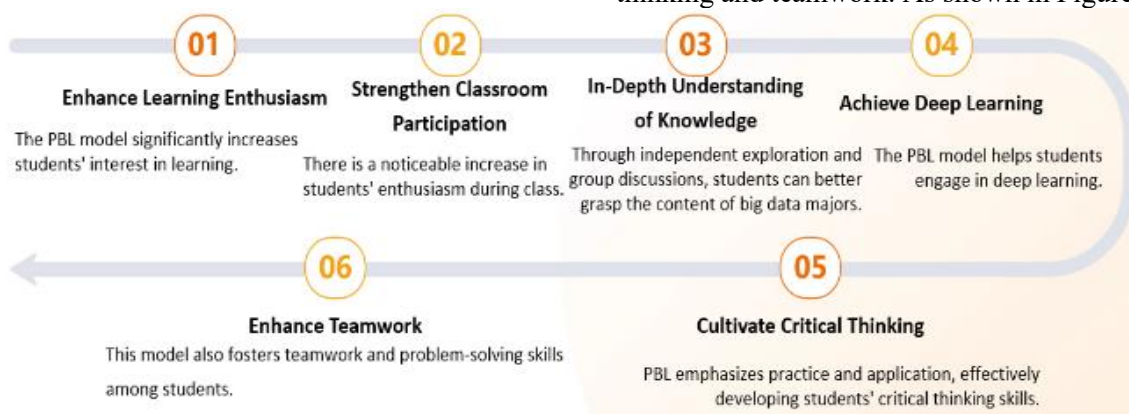 thinking and teamwork. As shown in Figure
01
Enhance Learning Enthusiasm
The PBL model significantly increases
students' interest in learning.
02
Strengthen Classroom
Participation
There is a noticeable increase in
students' enthusiasm during class.
03
In-Depth Understanding
of Knowledge
Through independent exploration and
group discussions, students can better
grasp the content of big data majors.
04
Achieve Deep Learning
The PBL model helps students
engage in deep learning.
05
Cultivate Critical Thinking
PBL emphasizes practice and application, effectively
developing students' critical thinking skills.
06
Enhance Teamwork
This model also fosters teamwork and problem-solving skills
among students.